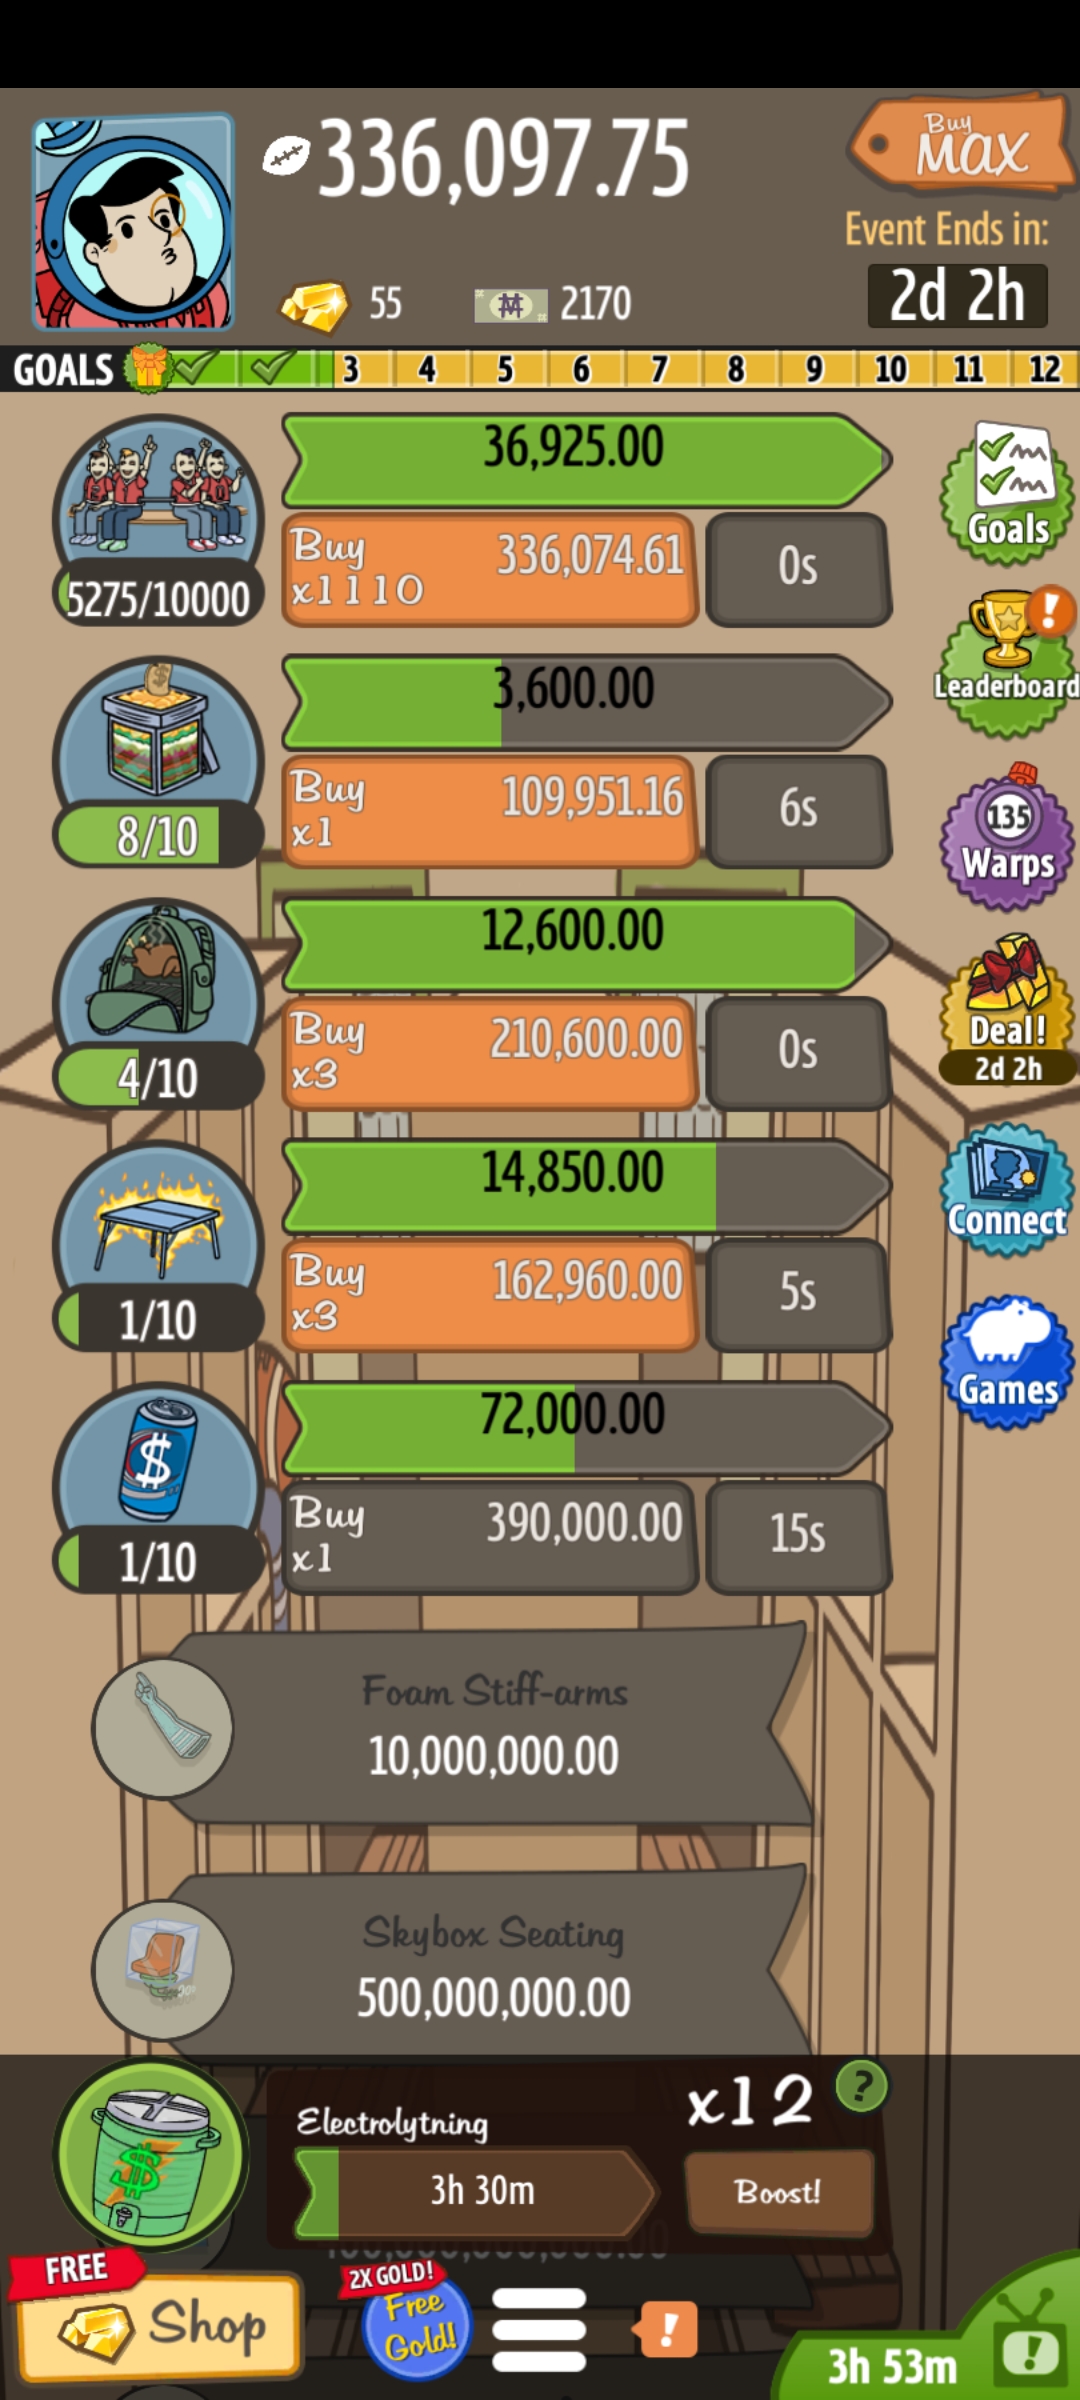 336,097.75
Buy
MAX
Event Ends in:
55
2170
2d 2h
GOALS 3 4 5 6 7 8 9 10 11 12
36,925.00
Buy 336,074.61
x1110
0s
5275/10000
Goals
3,600.00
Leaderboard
Buy 109,951.16
x1
6s
8/10
135
Warps
12,600.00
Buy 210,600.00
x3
0s
4/10
Deal!
2d 2h
14,850.00
Connect
Buy 162,960.00
x3
5s
1/10
Games
72,000.00
Buy 390,000.00
x1
15s
1/10
Foam Stiff-arms
10,000,000.00
Skybox Seating
500,000,000.00
Electrolytning
x12
?
3h 30m
Boost!
FREE
Shop
2X GOLD!
Free
Gold!
!
3h 53m
!